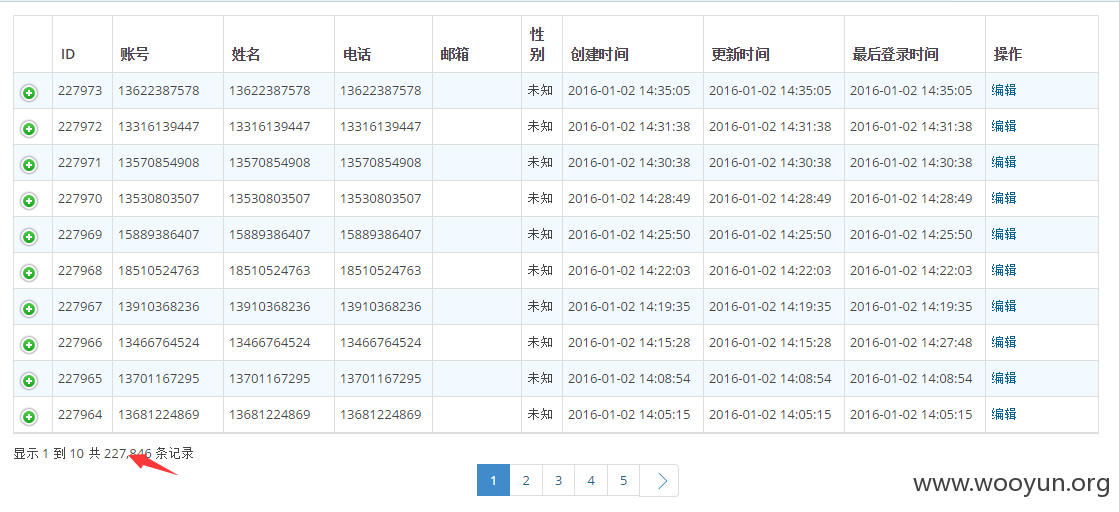 ID 账号 姓名 电话 邮箱 性别 创建时间 更新时间 最后登录时间 操作
227973 13622387578 13622387578 13622387578 未知 2016-01-02 14:35:05 2016-01-02 14:35:05 2016-01-02 14:35:05 编辑
227972 13316139447 13316139447 13316139447 未知 2016-01-02 14:31:38 2016-01-02 14:31:38 2016-01-02 14:31:38 编辑
227971 13570854908 13570854908 13570854908 未知 2016-01-02 14:30:38 2016-01-02 14:30:38 2016-01-02 14:30:38 编辑
227970 13530803507 13530803507 13530803507 未知 2016-01-02 14:28:49 2016-01-02 14:28:49 2016-01-02 14:28:49 编辑
227969 15889386407 15889386407 15889386407 未知 2016-01-02 14:25:50 2016-01-02 14:25:50 2016-01-02 14:25:50 编辑
227968 18510524763 18510524763 18510524763 未知 2016-01-02 14:22:03 2016-01-02 14:22:03 2016-01-02 14:22:03 编辑
227967 13910368236 13910368236 13910368236 未知 2016-01-02 14:19:35 2016-01-02 14:19:35 2016-01-02 14:19:35 编辑
227966 13466764524 13466764524 13466764524 未知 2016-01-02 14:15:28 2016-01-02 14:15:28 2016-01-02 14:27:48 编辑
227965 13701167295 13701167295 13701167295 未知 2016-01-02 14:08:54 2016-01-02 14:08:54 2016-01-02 14:08:54 编辑
227964 13681224869 13681224869 13681224869 未知 2016-01-02 14:05:15 2016-01-02 14:05:15 2016-01-02 14:05:15 编辑
显示 1 到 10 共 227,846 条记录
1 2 3 4 5
www.wooyun.org